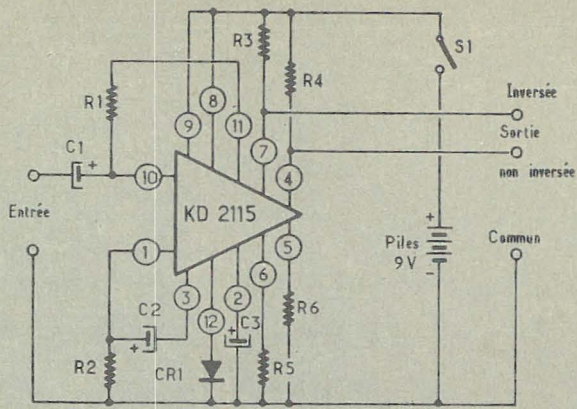 R3
S1
R4
R1
Inversée
9
8
11
7
Sortie
C1
+
10
4
non inversée
Entrée
KD 2115
+
Piles
9V
-
Commun
1
5
6
3
2
C2
+
12
+
C3
R6
R2
CR1
R5